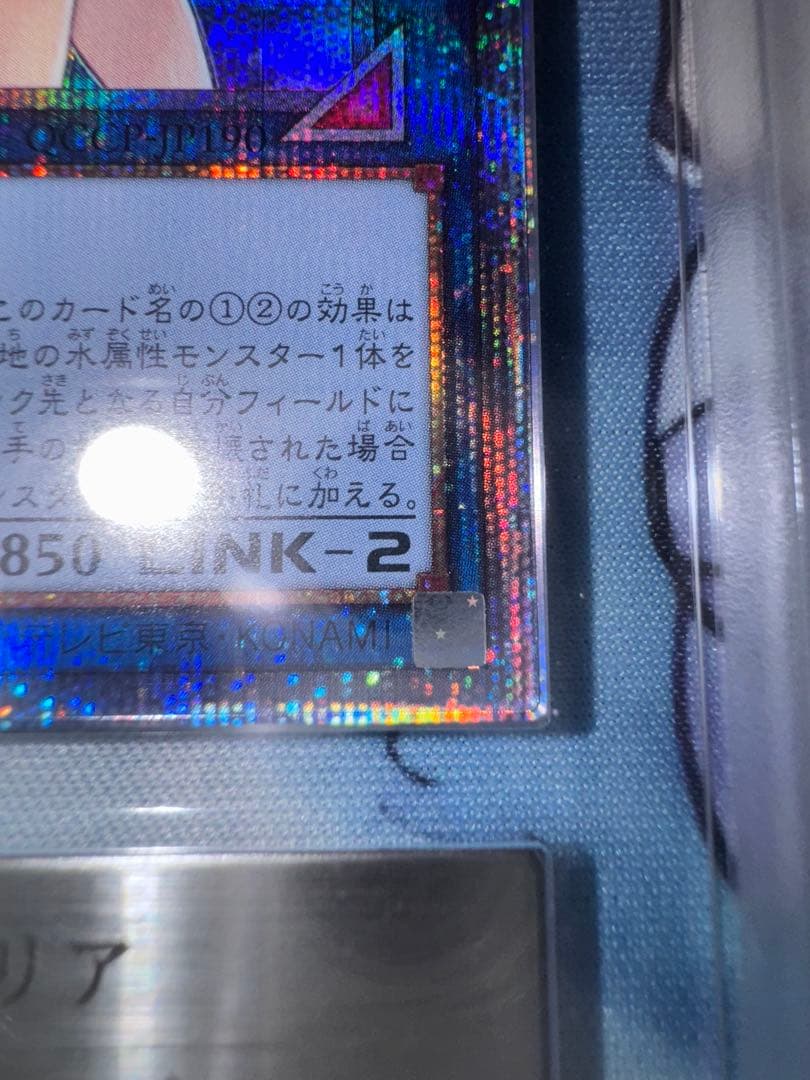 QCCP-JP190
このカード名の①②の効果は
地の水属性モンスター1体を
ク先となる自分フィールドに
手の された場合
ンスタ 札に加える。
850 LINK-2
テレビ東京・KONAMI
リア